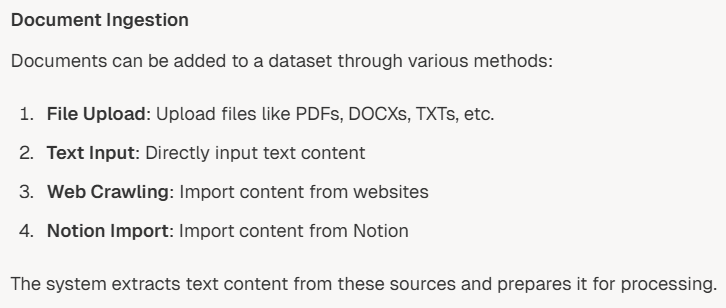 Document Ingestion
Documents can be added to a dataset through various methods:
1. File Upload: Upload files like PDFs, DOCXs, TXTs, etc.
2. Text Input: Directly input text content
3. Web Crawling: Import content from websites
4. Notion Import: Import content from Notion
The system extracts text content from these sources and prepares it for processing.